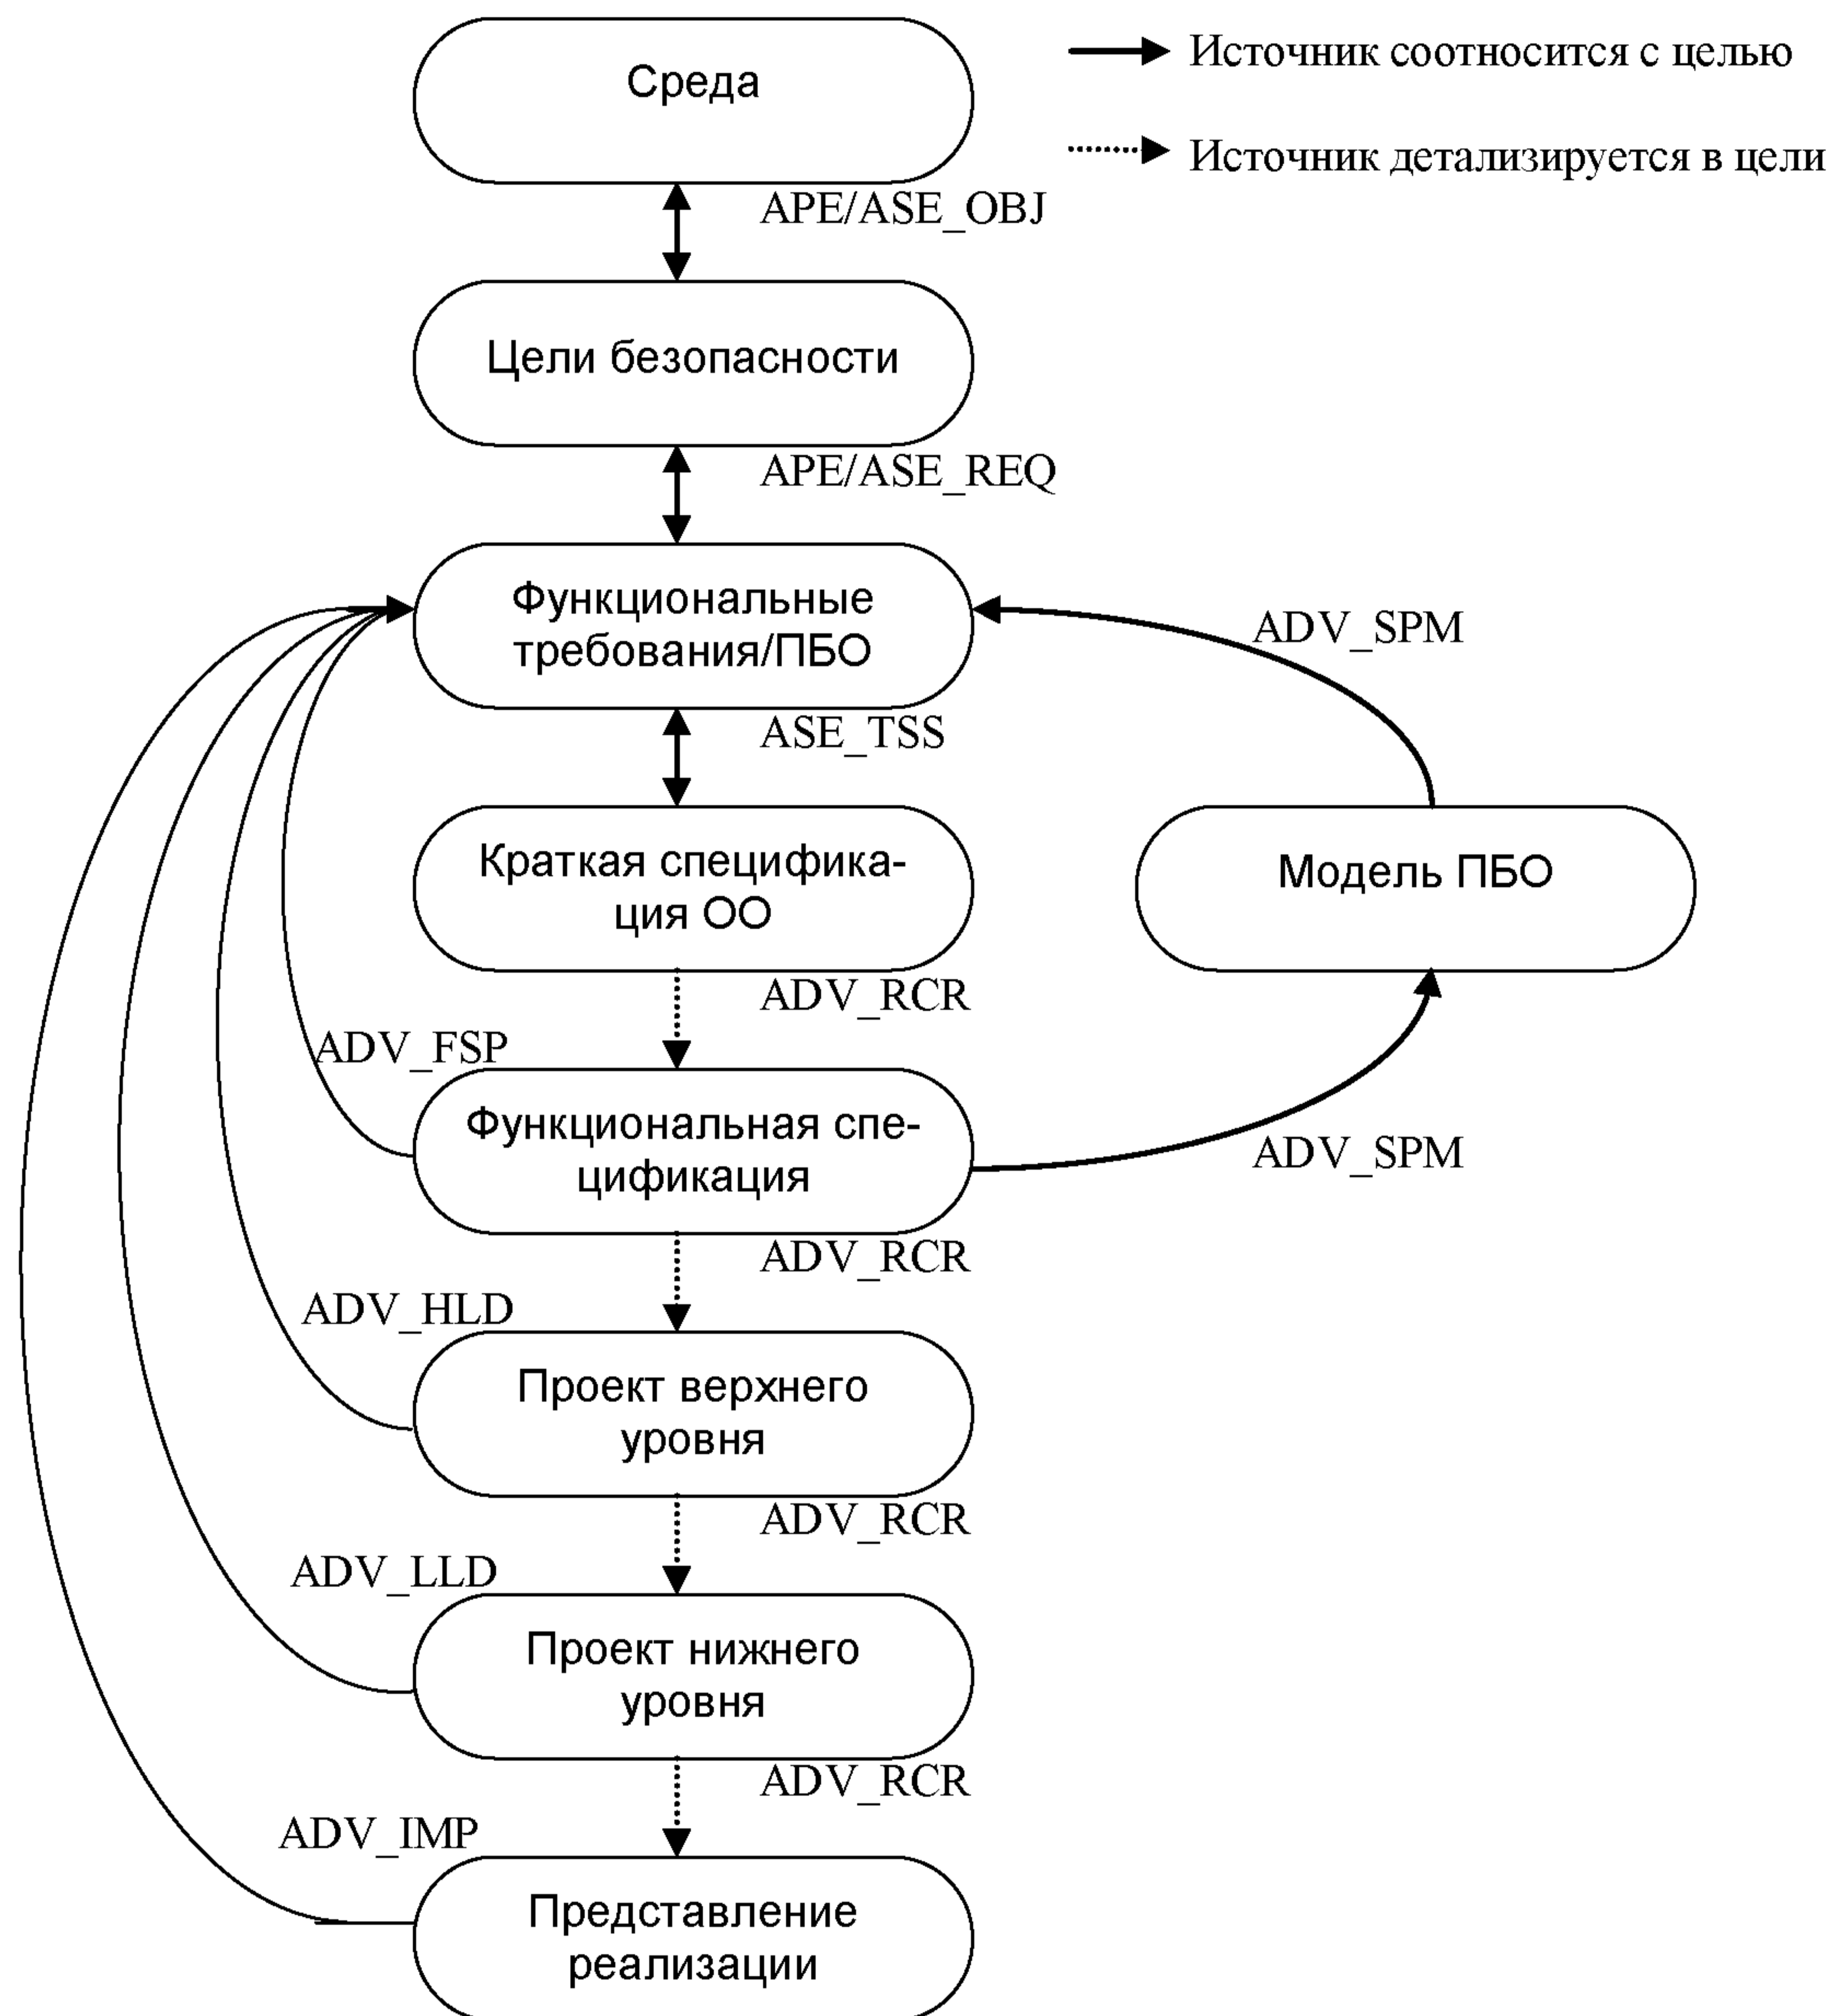 Среда
Источник соотносится с целью
Источник детализируется в цели
APE/ASE_OBJ
Цели безопасности
APE/ASE_REQ
Функциональные
требования/ПБО
ADV_SPM
ASE_TSS
Краткая специфика-
ция ОО
Модель ПБО
ADV_RCR
ADV_FSP
Функциональная спе-
цификация
ADV_SPM
ADV_RCR
ADV_HLD
Проект верхнего
уровня
ADV_RCR
ADV_LLD
Проект нижнего
уровня
ADV_RCR
ADV_IMP
Представление
реализации